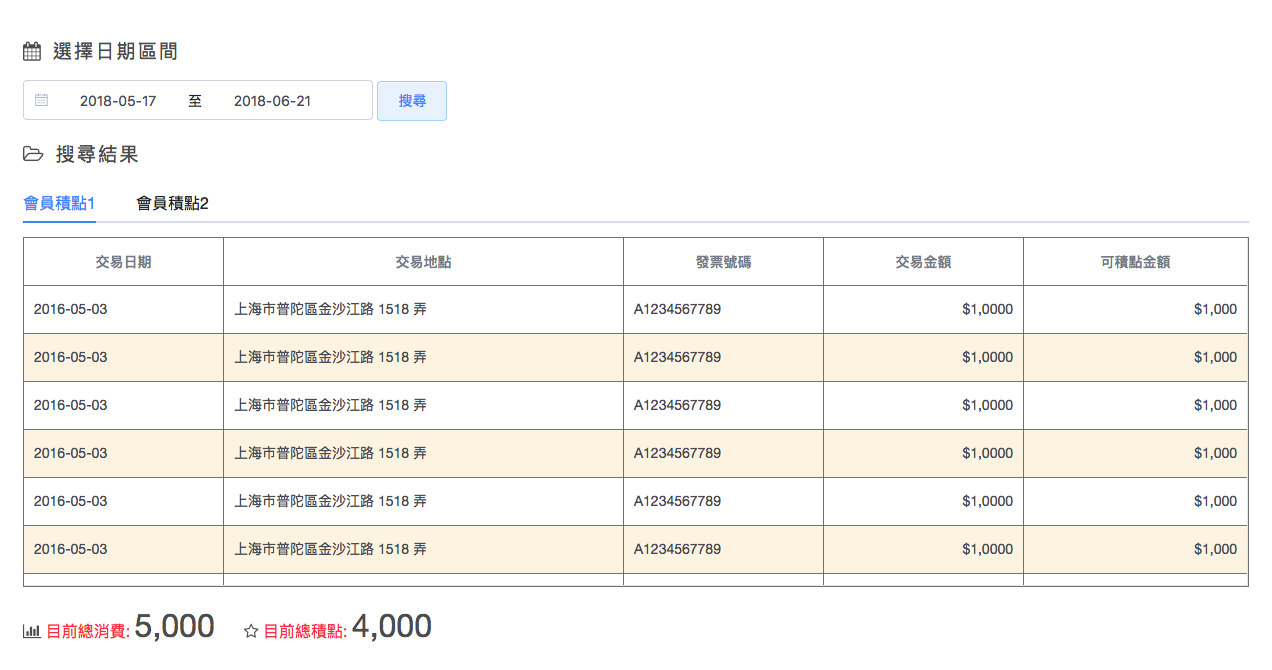 選擇日期區間
2018-05-17 至 2018-06-21 搜尋
搜尋結果
會員積點1 會員積點2
交易日期 交易地點 發票號碼 交易金額 可積點金額
2016-05-03 上海市普陀區金沙江路 1518 弄 A1234567789 $1,0000 $1,000
2016-05-03 上海市普陀區金沙江路 1518 弄 A1234567789 $1,0000 $1,000
2016-05-03 上海市普陀區金沙江路 1518 弄 A1234567789 $1,0000 $1,000
2016-05-03 上海市普陀區金沙江路 1518 弄 A1234567789 $1,0000 $1,000
2016-05-03 上海市普陀區金沙江路 1518 弄 A1234567789 $1,0000 $1,000
2016-05-03 上海市普陀區金沙江路 1518 弄 A1234567789 $1,0000 $1,000
目前總消費: 5,000 目前總積點: 4,000